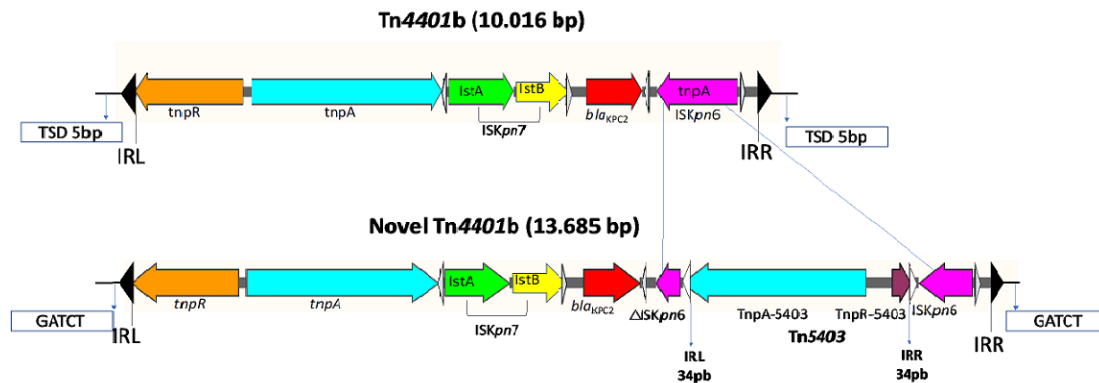 Tn4401b (10.016 bp)
IstA IstB tnpA
tnpR tnpA blaKPC2 ISKpn6
TSD 5bp ISKpn7 TSD 5bp
IRL IRR
Novel Tn4401b (13.685 bp)
IstA IstB
tnpR tnpA blaKPC2 ΔISKpn6 TnpA-5403 TnpR-5403 ISKpn6
GATCT ISKpn7 Tn5403 GATCT
IRL IRR
IRL IRR
34pb 34pb